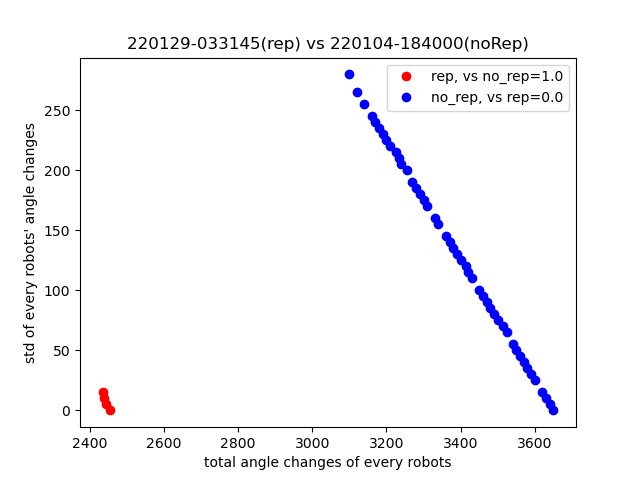 220129-033145(rep) vs 220104-184000(noRep)
rep, vs no_rep=1.0
no_rep, vs rep=0.0
std of every robots' angle changes
250
200
150
100
50
0
2400 2600 2800 3000 3200 3400 3600
total angle changes of every robots